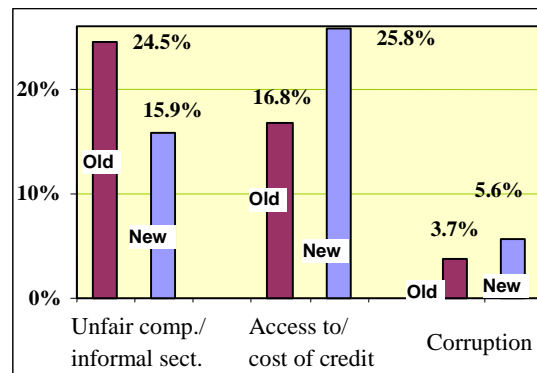 24.5%
25.8%
20%
15.9%
16.8%
Old
Old
10%
5.6%
3.7%
New
New
Old
New
0%
Unfair comp./
informal sect.
Access to/
cost of credit
Corruption